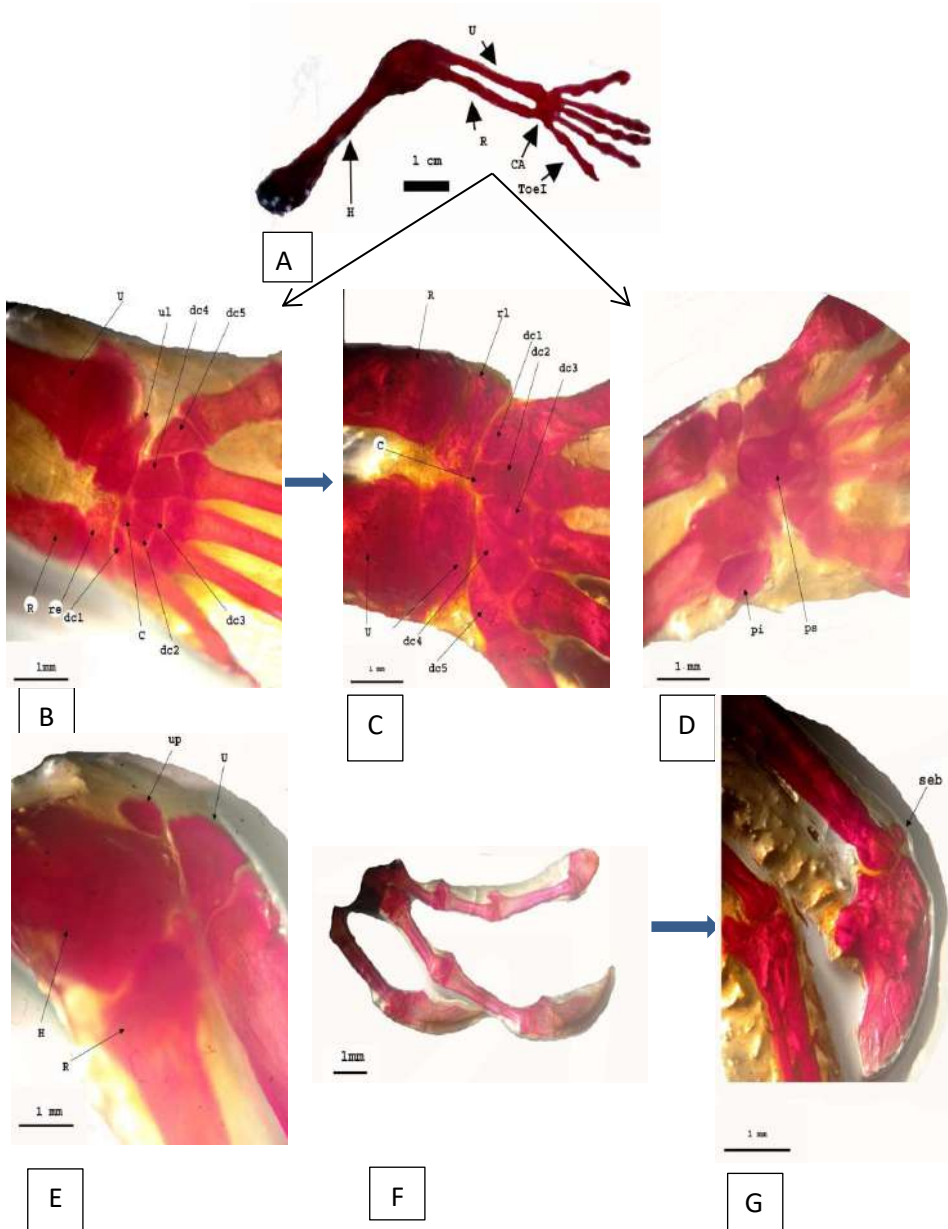 U
R
1 cm
CA
ToeI
H
A
U
ul
dc4
dc5
R
re
dc1
C
dc2
dc3
1mm
B
R
rl
dc1
dc2
dc3
C
U
dc4
dc5
1 mm
C
pi
ps
1 mm
D
up
U
H
R
1 mm
E
1mm
F
seb
1 mm
G